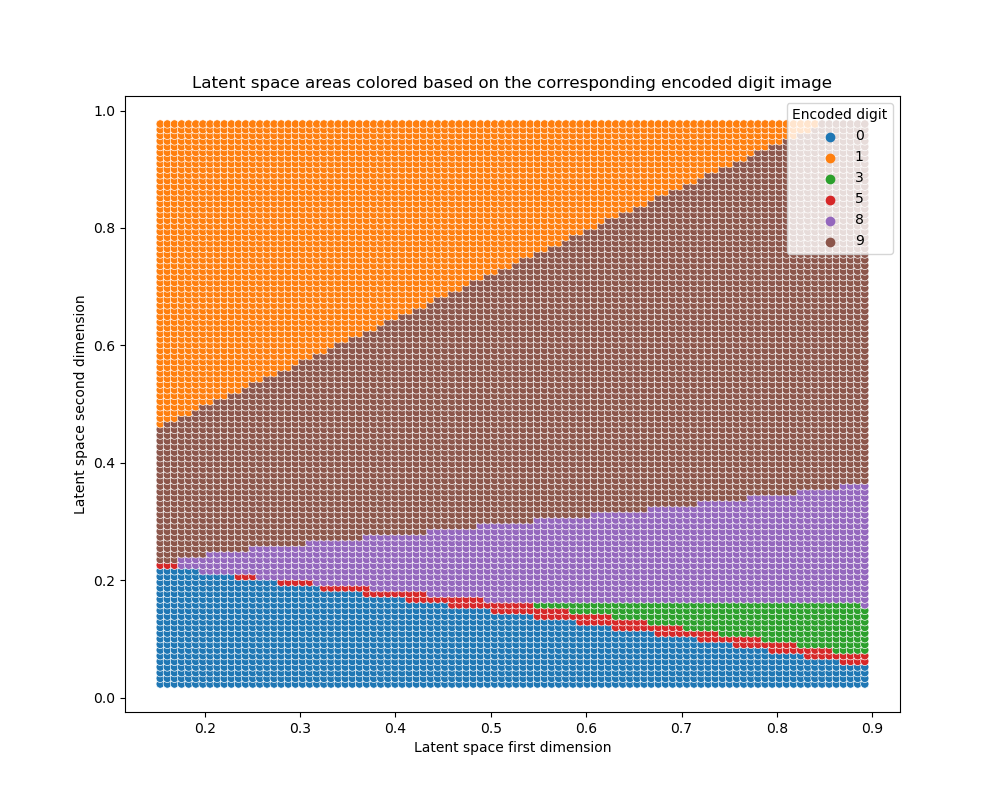 Latent space areas colored based on the corresponding encoded digit image
Encoded digit
0
1
3
5
8
9
Latent space second dimension
1.0
0.8
0.6
0.4
0.2
0.0
0.2 0.3 0.4 0.5 0.6 0.7 0.8 0.9
Latent space first dimension